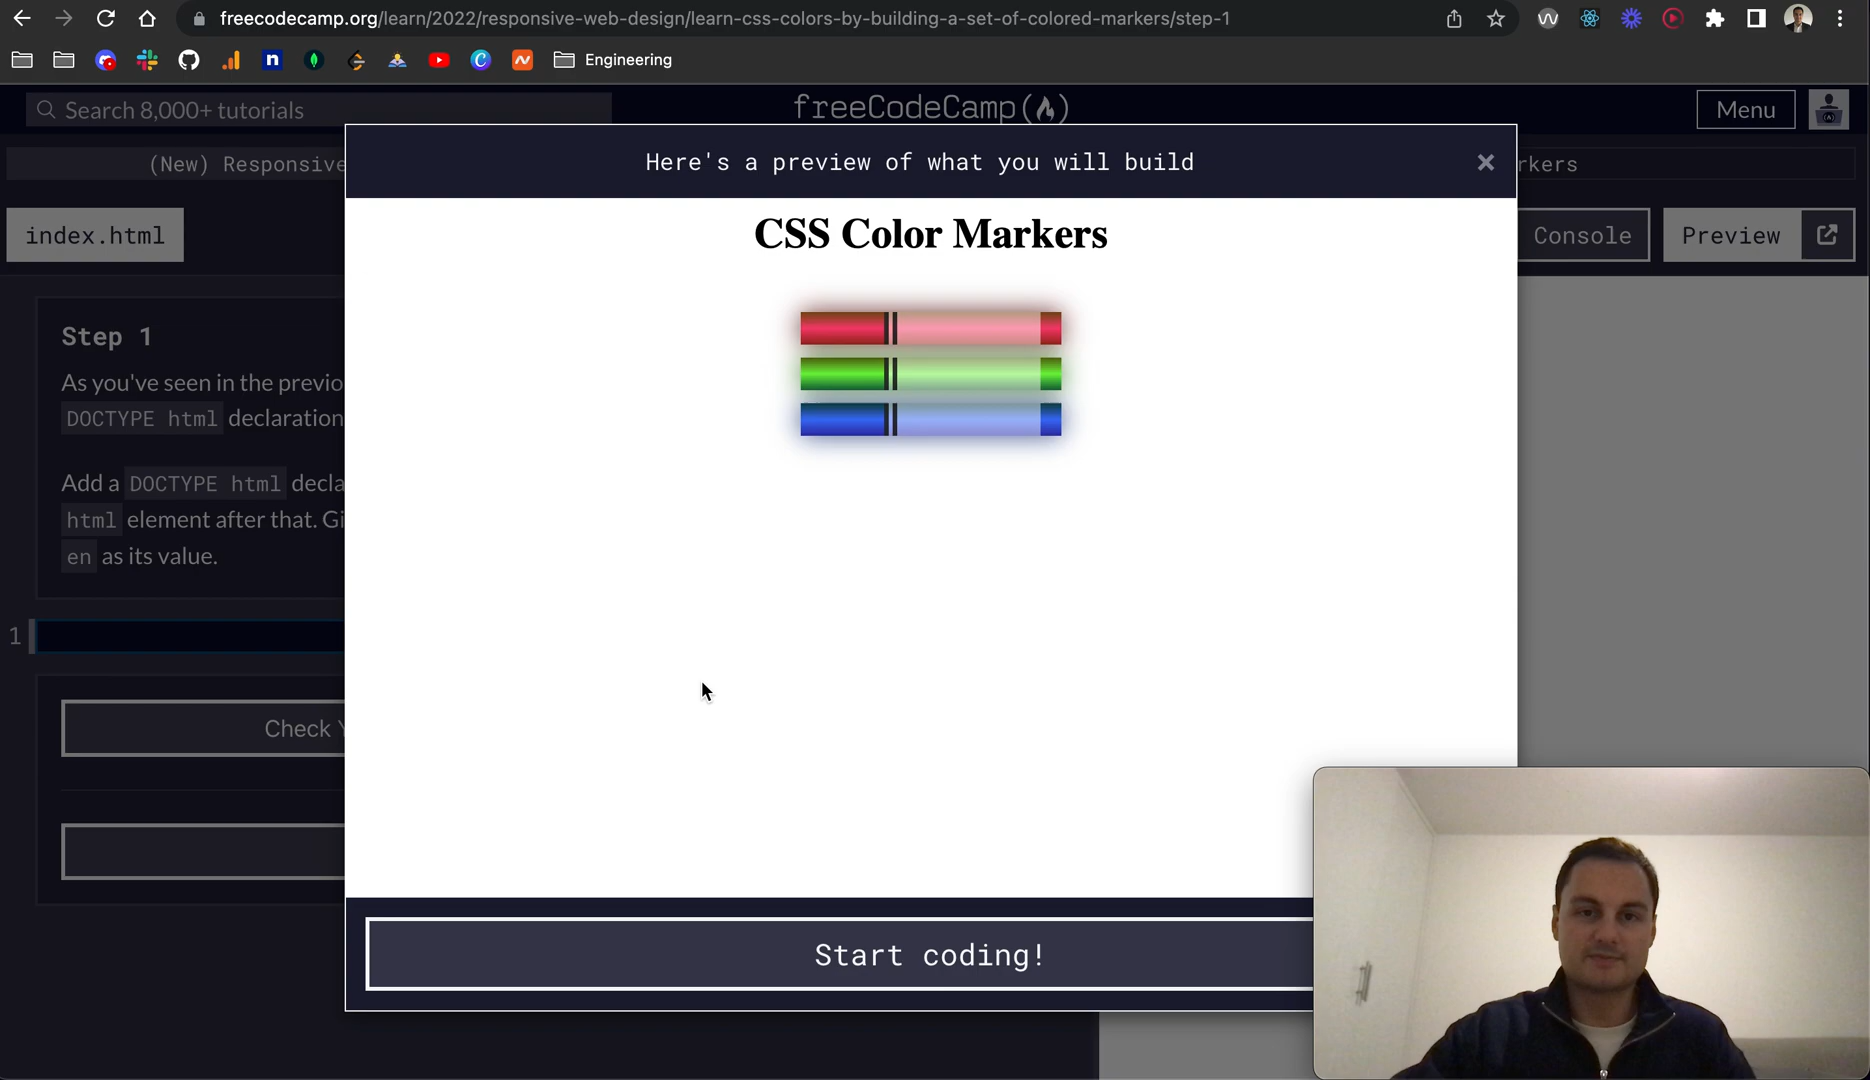 freecodecamp.org/learn/2022/responsive-web-design/learn-css-colors-by-building-a-set-of-colored-markers/step-1
Engineering
Search 8,000+ tutorials
freeCodeCamp
Menu
Here's a preview of what you will build
(New) Responsive
rkers
index.html
Console
Preview
CSS Color Markers
Step 1
As you've seen in the previo
DOCTYPE html declaration
Add a DOCTYPE html decla
html element after that. Gi
en as its value.
1
Check Y
Start coding!